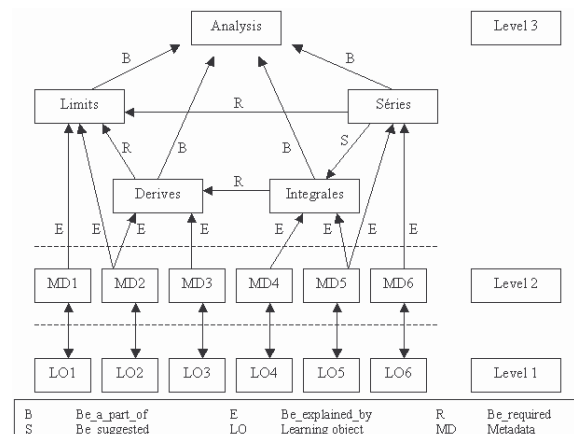 Analysis Level 3
B B
Limits R Séries
R B B S
Derives R Integrales
E E E E E E E E
MD1 MD2 MD3 MD4 MD5 MD6 Level 2
LO1 LO2 LO3 LO4 LO5 LO6 Level 1
B Be_a_part_of E Be_explained_by R Be_required
S Be_suggested LO Learning object MD Metadata